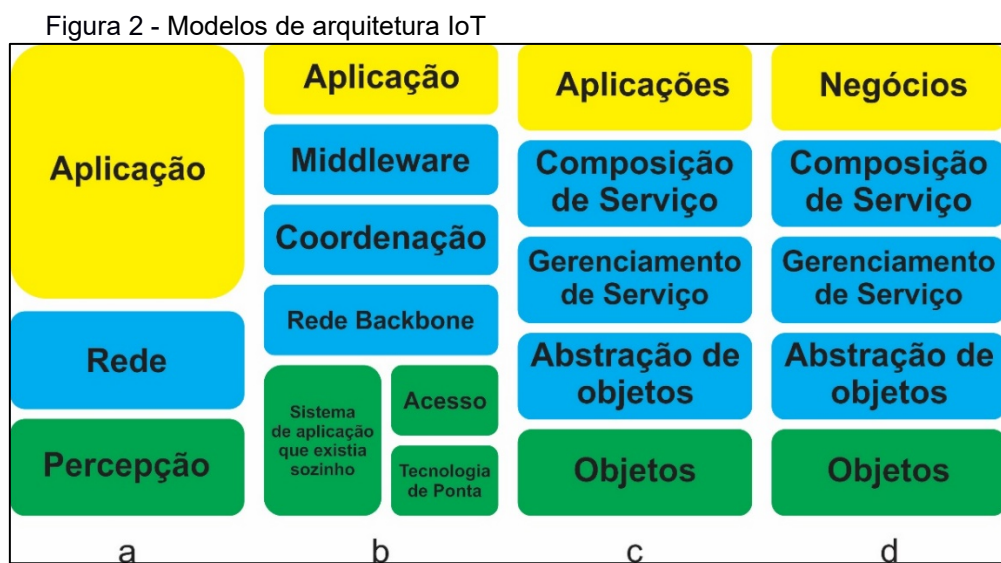 Figura 2 - Modelos de arquitetura IoT
Aplicação
Rede
Percepção
a
Aplicação
Middleware
Coordenação
Rede Backbone
Sistema
de aplicação
que existia
sozinho
Acesso
Tecnologia
de Ponta
b
Aplicações
Composição
de Serviço
Gerenciamento
de Serviço
Abstração de
objetos
Objetos
c
Negócios
Composição
de Serviço
Gerenciamento
de Serviço
Abstração de
objetos
Objetos
d